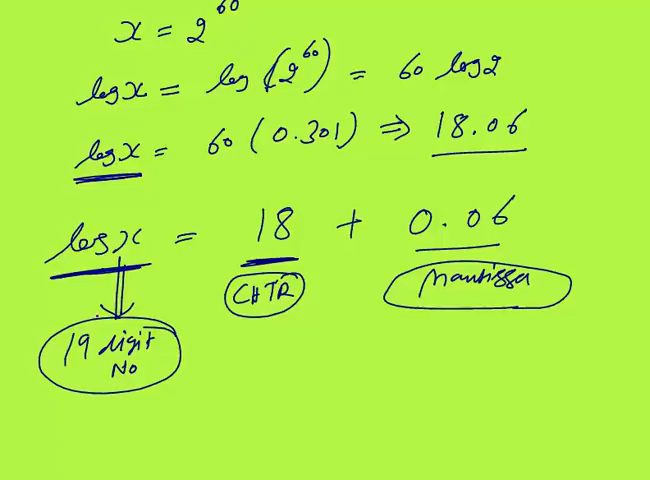 x = 2^60
log x = log (2^60) = 60 log 2
log x = 60 (0.301) ⇒ 18.06
log x = 18 + 0.06
CHTR Mantissa
19 digit
No